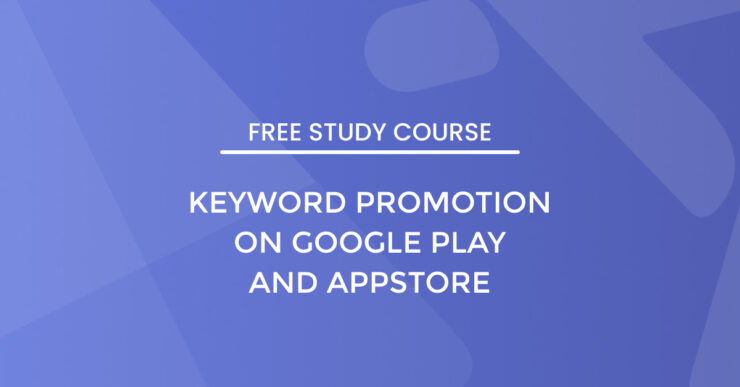 FREE STUDY COURSE
KEYWORD PROMOTION
ON GOOGLE PLAY
AND APPSTORE